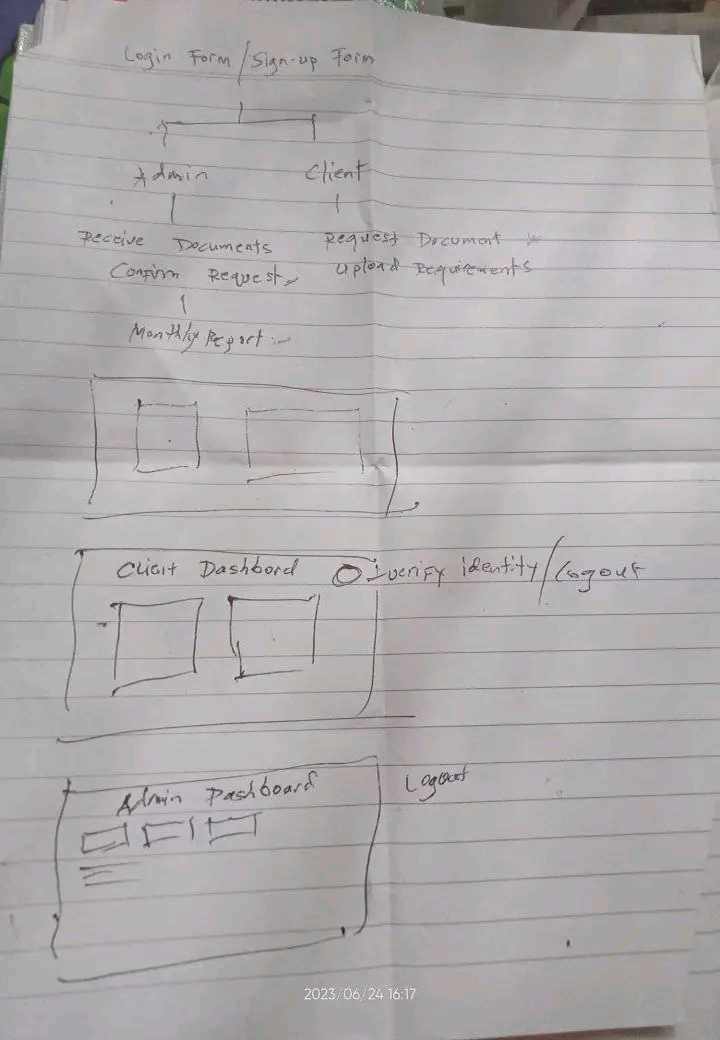 Login Form / Sign-up Form
Admin Client
Receive Documents Request Document
Confirm Request Upload Requirements
Monthly Report
Client Dashbord verify identity / Logout
Admin Dashboard Logout
2023/06/24 16:17